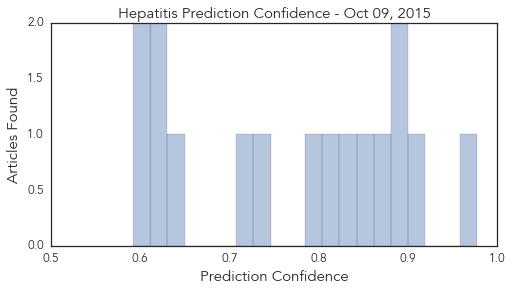 Hepatitis Prediction Confidence - Oct 09, 2015
2.0
1.5
1.0
0.5
0.0
Articles Found
0.5 0.6 0.7 0.8 0.9 1.0
Prediction Confidence